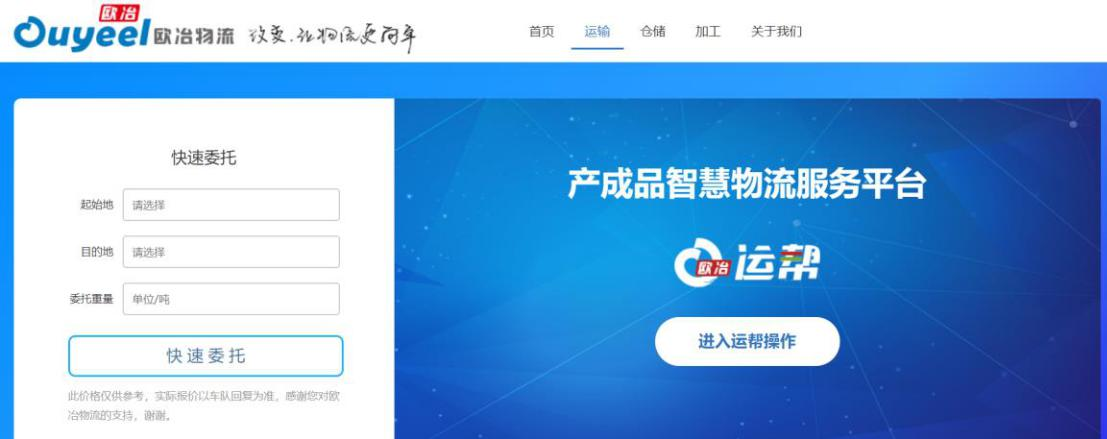 欧冶
Ouyeel 欧冶物流 改变.让物流更简单
首页 运输 仓储 加工 关于我们
快速委托
起始地 请选择
目的地 请选择
委托重量 单位/吨
快速委托
此价格仅供参考，实际报价以车队回复为准，感谢您对欧
冶物流的支持，谢谢。
产成品智慧物流服务平台
欧冶 运帮
进入运帮操作